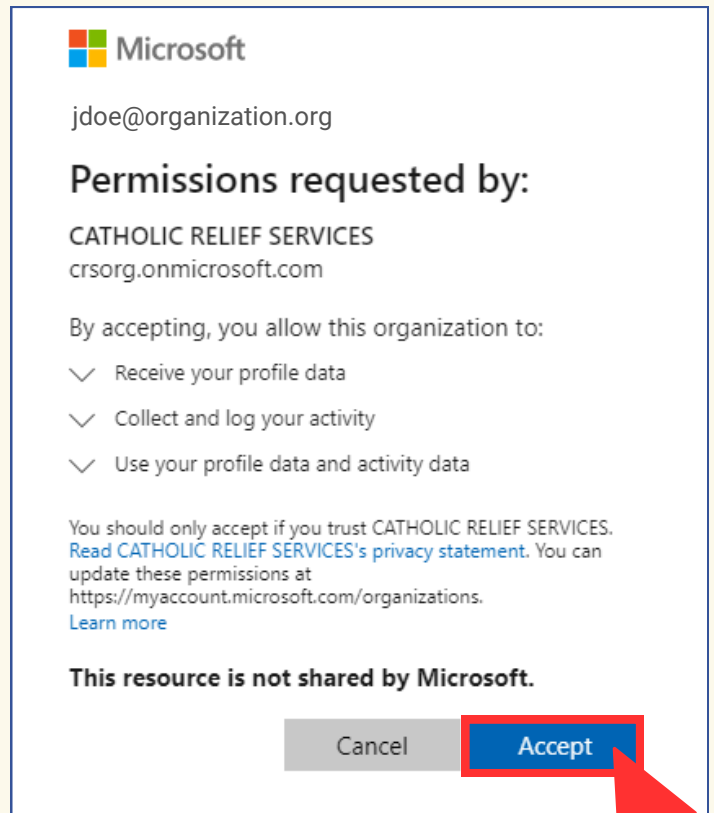 Microsoft
jdoe@organization.org
Permissions requested by:
CATHOLIC RELIEF SERVICES
crsorg.onmicrosoft.com
By accepting, you allow this organization to:
Receive your profile data
Collect and log your activity
Use your profile data and activity data
You should only accept if you trust CATHOLIC RELIEF SERVICES.
Read CATHOLIC RELIEF SERVICES's privacy statement. You can
update these permissions at
https://myaccount.microsoft.com/organizations.
Learn more
This resource is not shared by Microsoft.
Cancel Accept